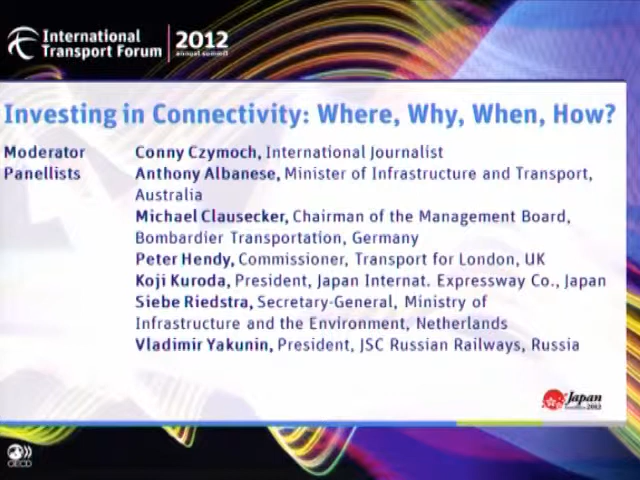 International
Transport Forum
2012
annual summit
Investing in Connectivity: Where, Why, When, How?
Moderator Conny Czymoch, International Journalist
Panellists Anthony Albanese, Minister of Infrastructure and Transport,
Australia
Michael Clausecker, Chairman of the Management Board,
Bombardier Transportation, Germany
Peter Hendy, Commissioner, Transport for London, UK
Koji Kuroda, President, Japan Internat. Expressway Co., Japan
Siebe Riedstra, Secretary-General, Ministry of
Infrastructure and the Environment, Netherlands
Vladimir Yakunin, President, JSC Russian Railways, Russia
Japan
2012
OECD